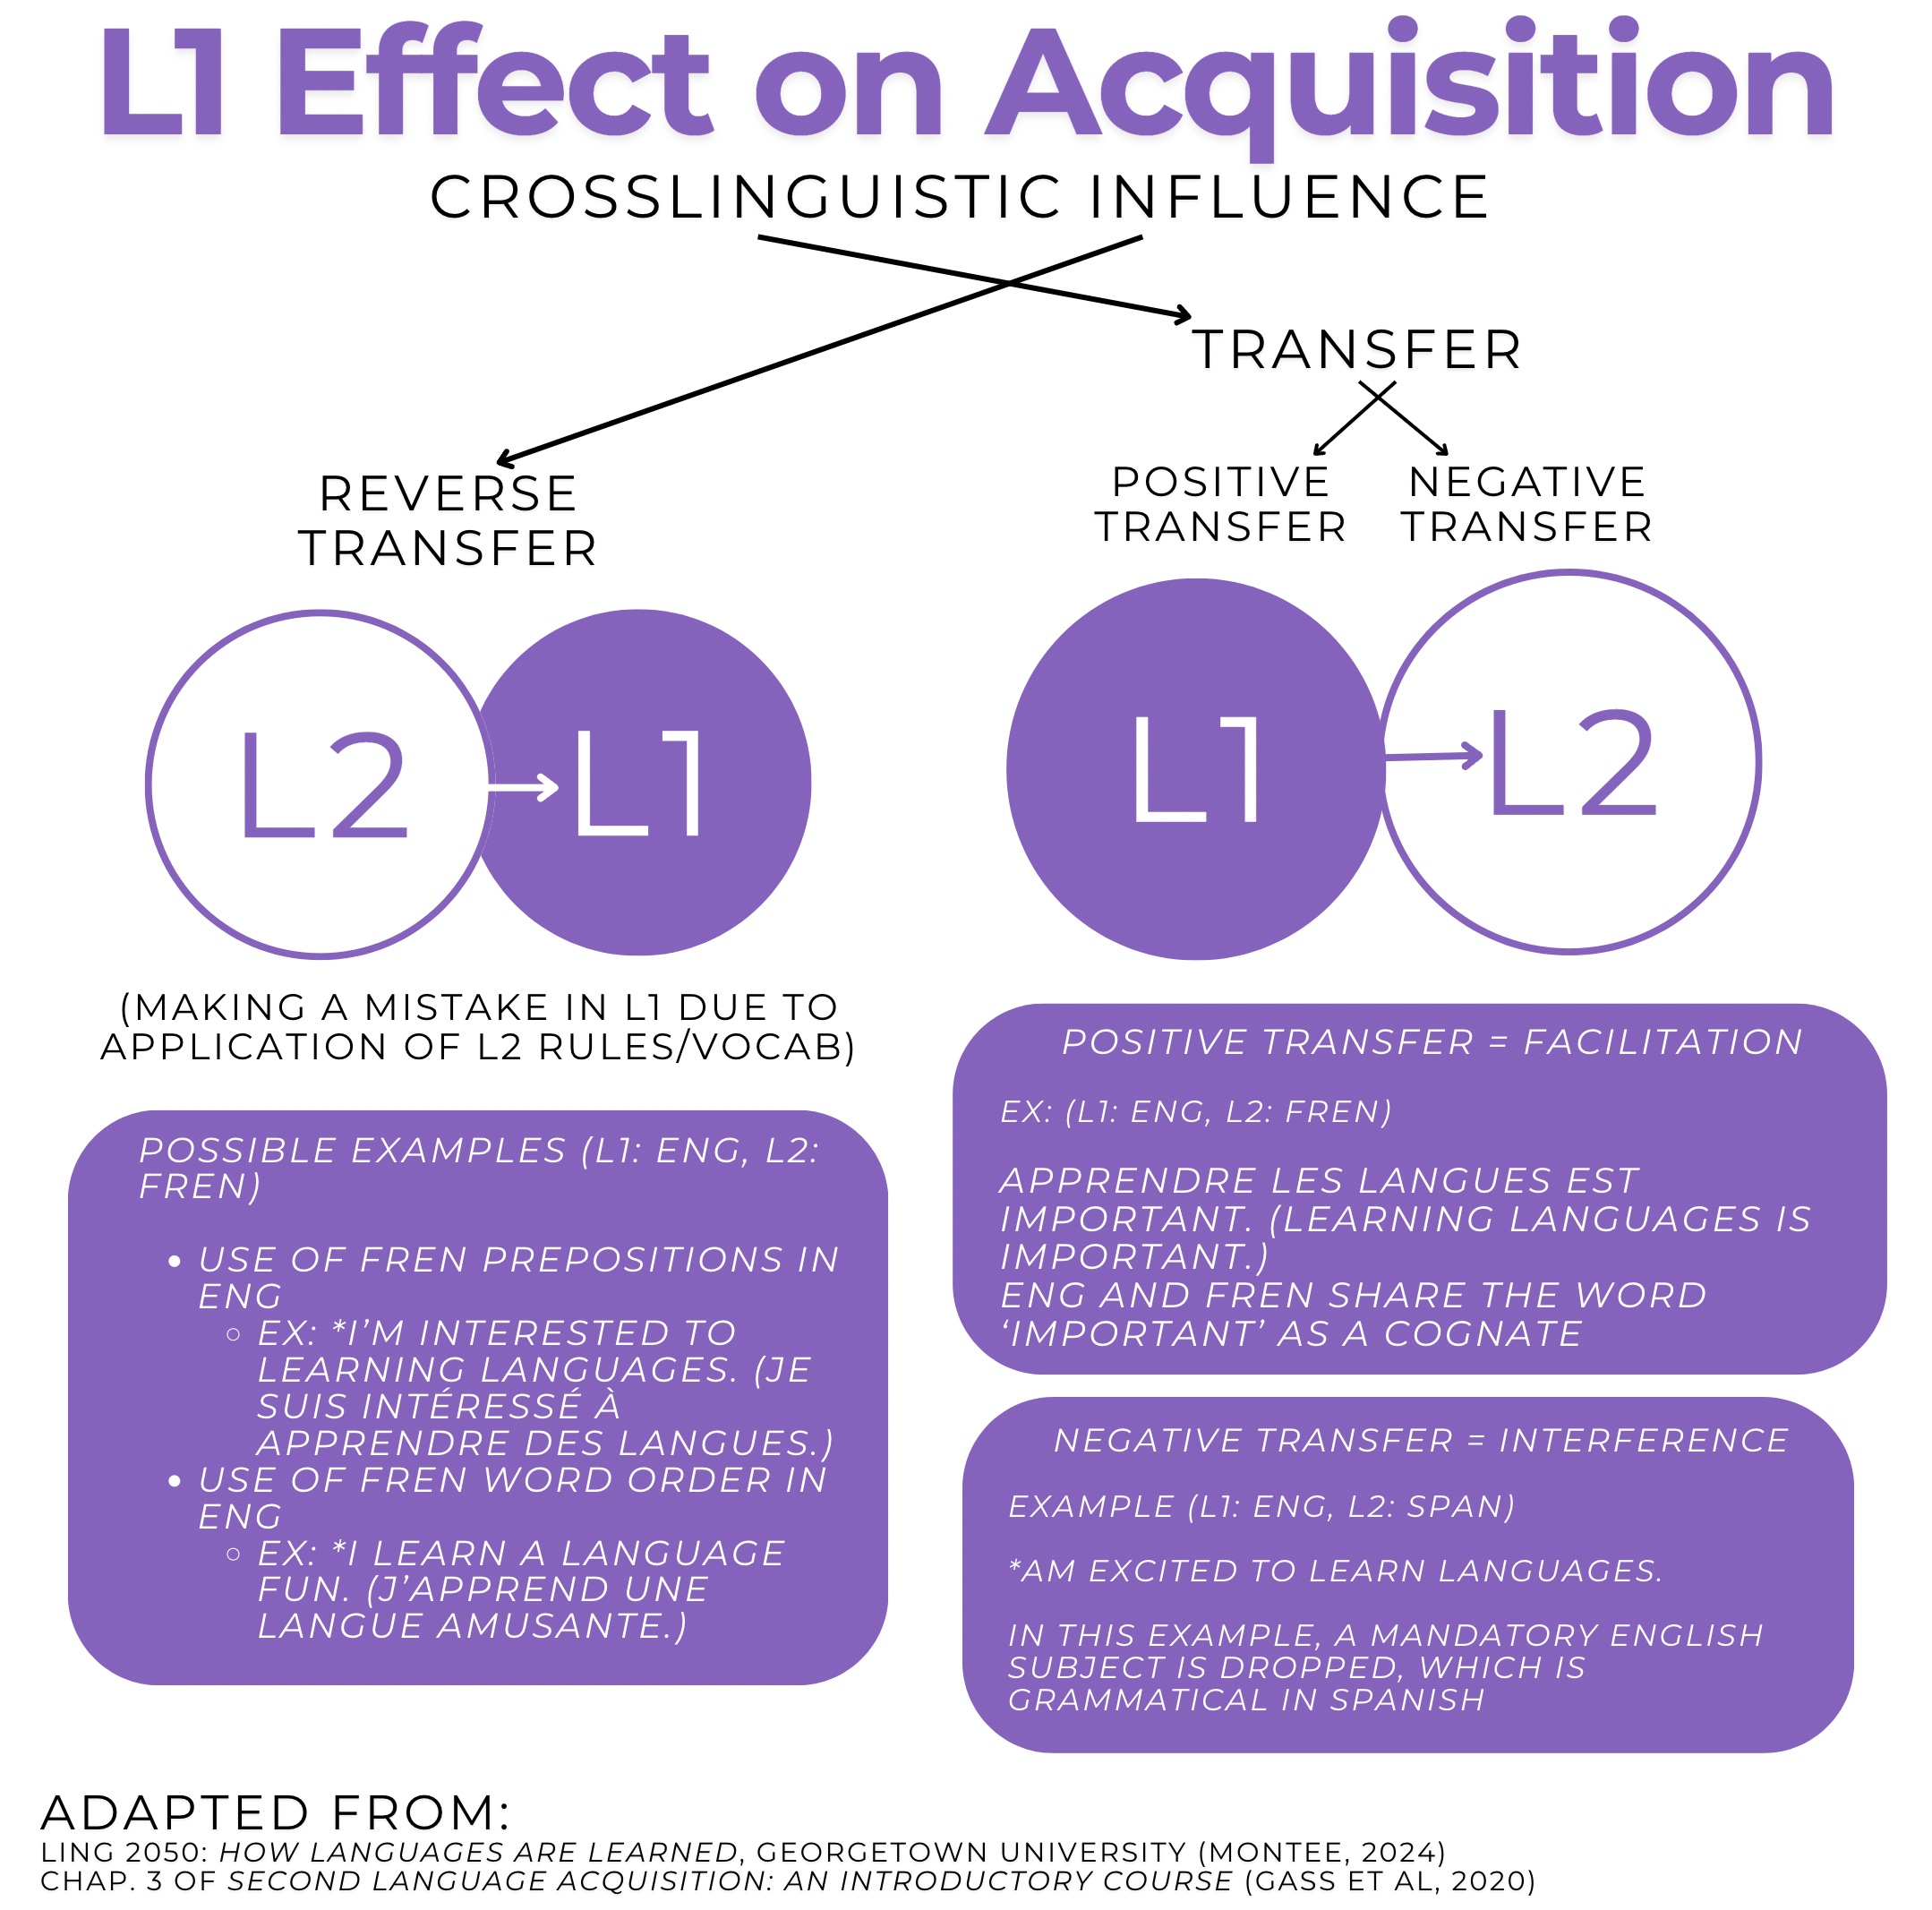 L1 Effect on Acquisition
CROSSLINGUISTIC INFLUENCE
TRANSFER
REVERSE
TRANSFER
POSITIVE
TRANSFER
NEGATIVE
TRANSFER
L2
L1
L1
L2
(MAKING A MISTAKE IN L1 DUE TO
APPLICATION OF L2 RULES/VOCAB)
POSSIBLE EXAMPLES (L1: ENG, L2:
FREN)
• USE OF FREN PREPOSITIONS IN
ENG
○ EX: *I’M INTERESTED TO
LEARNING LANGUAGES. (JE
SUIS INTÉRESSÉ À
APPRENDRE DES LANGUES.)
• USE OF FREN WORD ORDER IN
ENG
○ EX: *I LEARN A LANGUAGE
FUN. (J’APPREND UNE
LANGUE AMUSANTE.)
POSITIVE TRANSFER = FACILITATION
EX: (L1: ENG, L2: FREN)
APPRENDRE LES LANGUES EST
IMPORTANT. (LEARNING LANGUAGES IS
IMPORTANT.)
ENG AND FREN SHARE THE WORD
‘IMPORTANT’ AS A COGNATE
NEGATIVE TRANSFER = INTERFERENCE
EXAMPLE (L1: ENG, L2: SPAN)
*AM EXCITED TO LEARN LANGUAGES.
IN THIS EXAMPLE, A MANDATORY ENGLISH
SUBJECT IS DROPPED, WHICH IS
GRAMMATICAL IN SPANISH
ADAPTED FROM:
LING 2050: HOW LANGUAGES ARE LEARNED, GEORGETOWN UNIVERSITY (MONTEE, 2024)
CHAP. 3 OF SECOND LANGUAGE ACQUISITION: AN INTRODUCTORY COURSE (GASS ET AL, 2020)